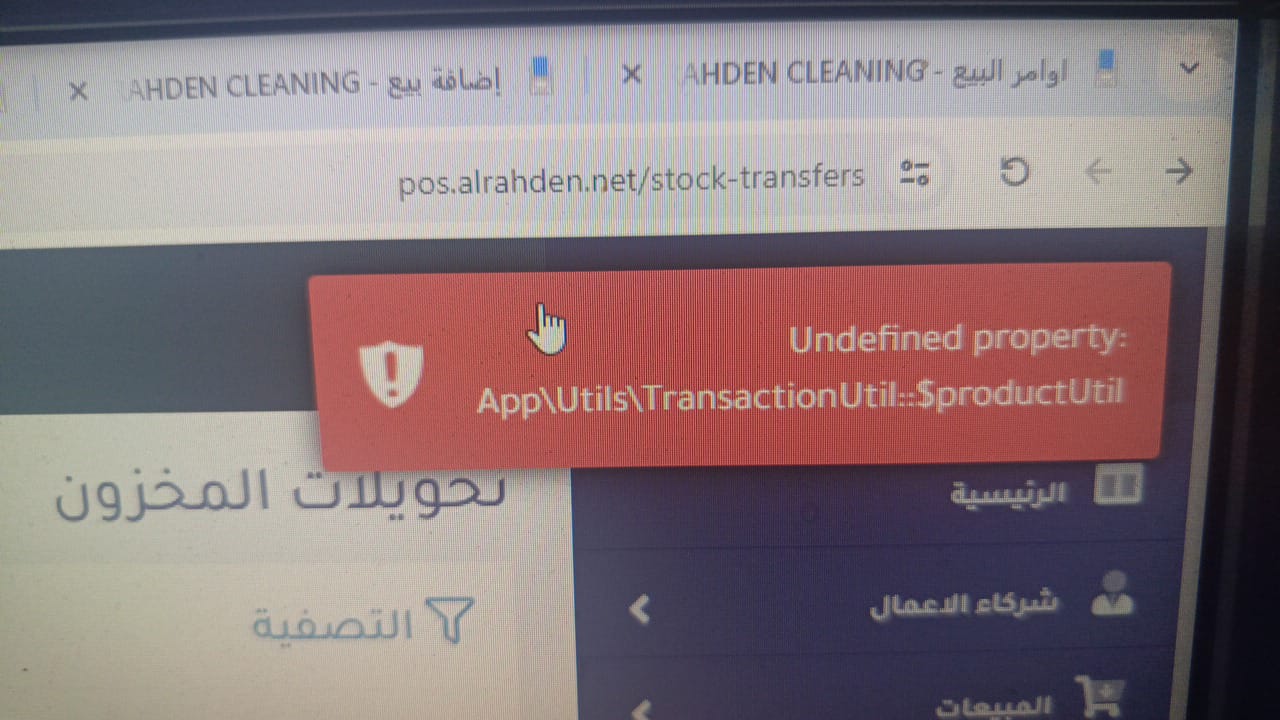 اوامر البيع - AHDEN CLEANING
إضافة بيع - AHDEN CLEANING
pos.alrahden.net/stock-transfers
Undefined property:
App\Utils\TransactionUtil::$productUtil
تحويلات المخزون
الرئيسية
شركاء الاعمال
التصفية
المبيعات